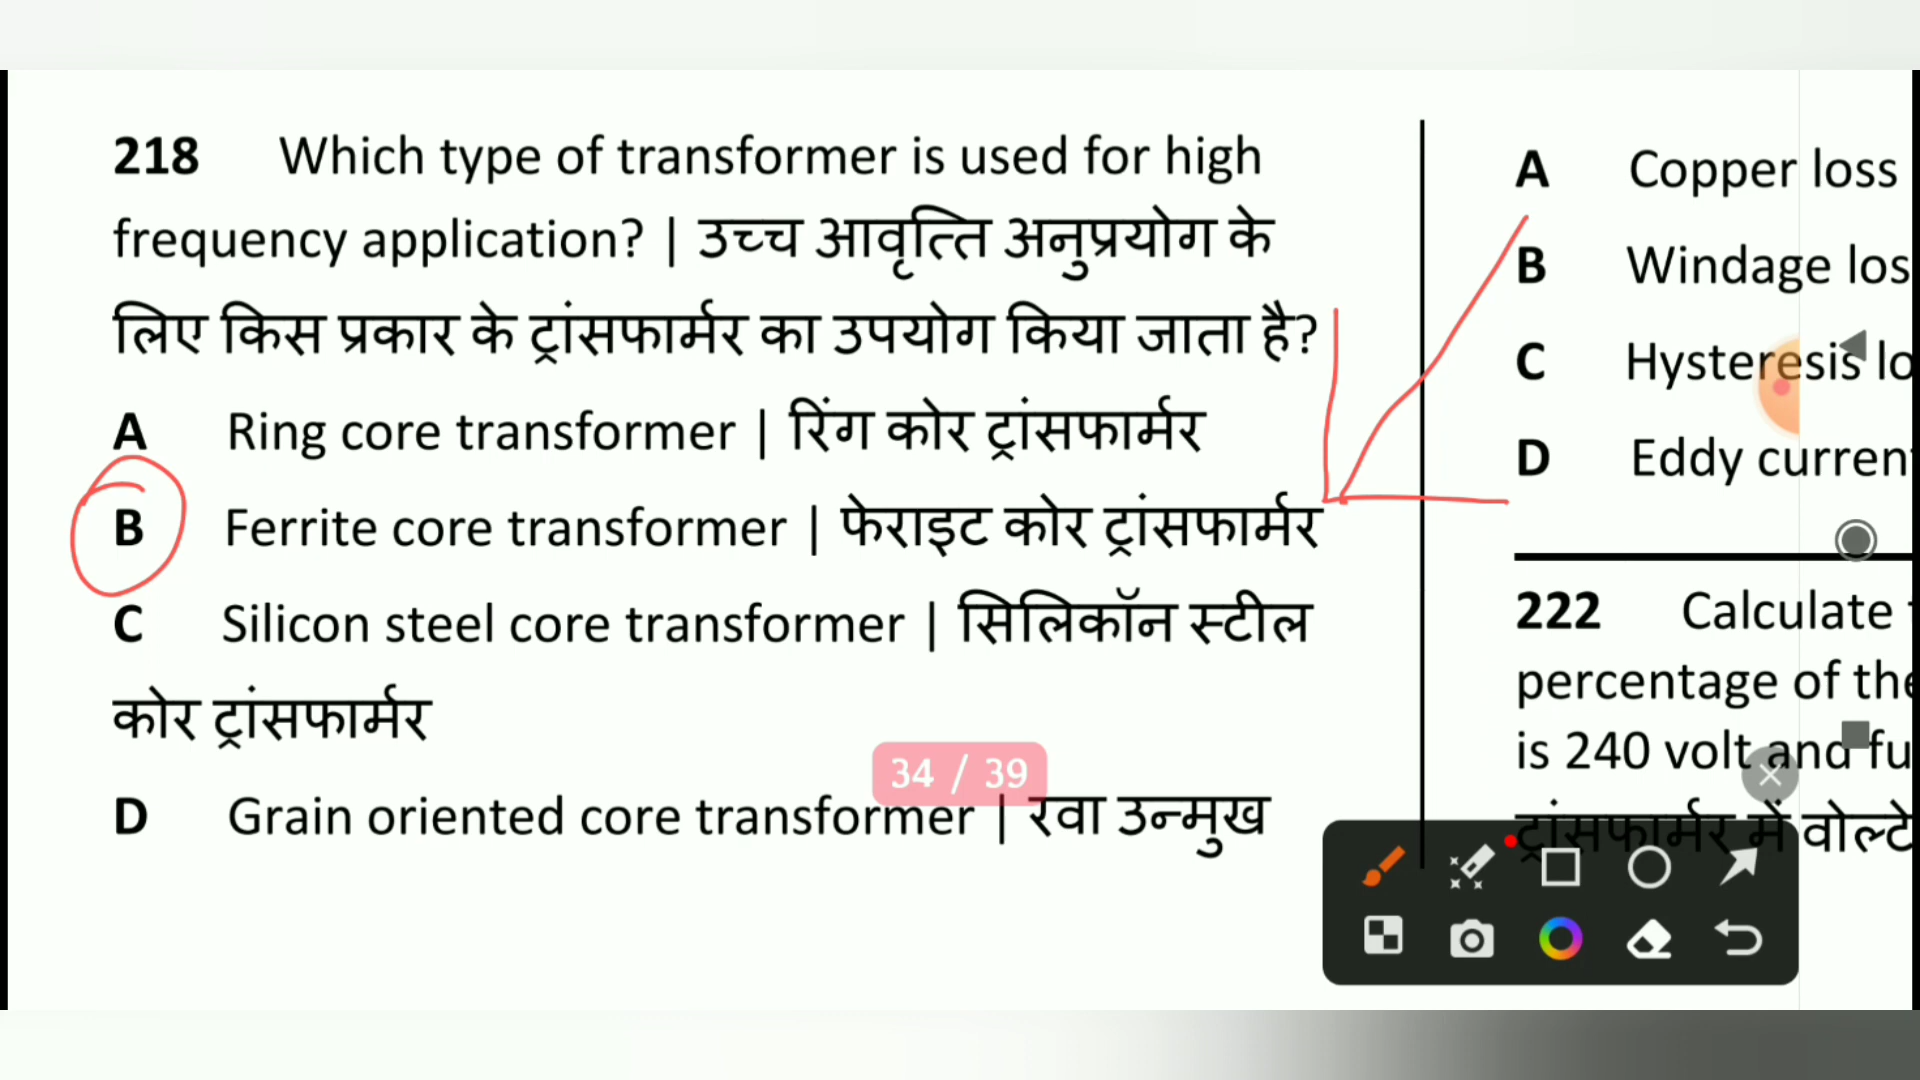 218 Which type of transformer is used for high
frequency application? | उच्च आवृत्ति अनुप्रयोग के
लिए किस प्रकार के ट्रांसफार्मर का उपयोग किया जाता है?
A Ring core transformer | रिंग कोर ट्रांसफार्मर
B Ferrite core transformer | फेराइट कोर ट्रांसफार्मर
C Silicon steel core transformer | सिलिकॉन स्टील
कोर ट्रांसफार्मर
D Grain oriented core transformer | रवा उन्मुख
34 / 39
A Copper loss
B Windage los
C Hysteresis lo
D Eddy curren
222 Calculate
percentage of the
is 240 volt and fu
ट्रांसफार्मर में वोल्टे